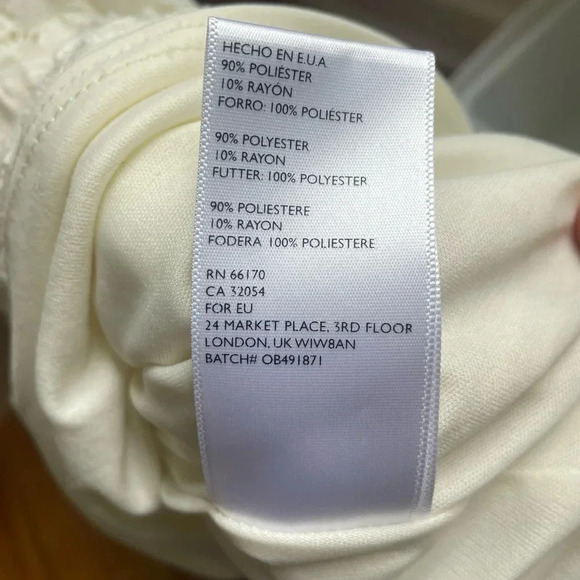 HECHO EN E.U.A
90% POLIÉSTER
10% RAYÓN
FORRO: 100% POLIÉSTER
90% POLYESTER
10% RAYON
FUTTER: 100% POLYESTER
90% POLIESTERE
10% RAYON
FODERA 100% POLIESTERE
RN 66170
CA 32054
FOR EU
24 MARKET PLACE, 3RD FLOOR
LONDON, UK WIW8AN
BATCH# OB491871